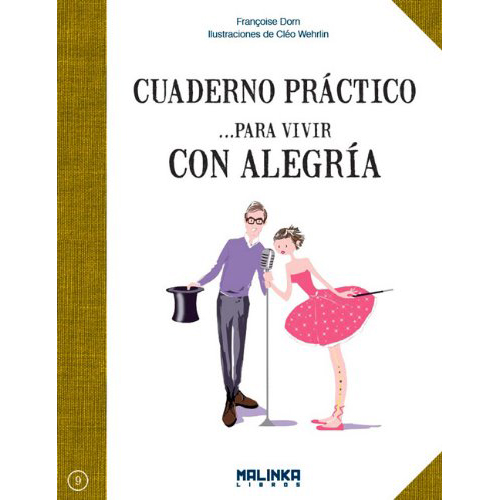 Françoise Dorn
Ilustraciones de Cléo Wehrlin
CUADERNO PRÁCTICO
...PARA VIVIR
CON ALEGRÍA
9
MALINKA
LIBROS